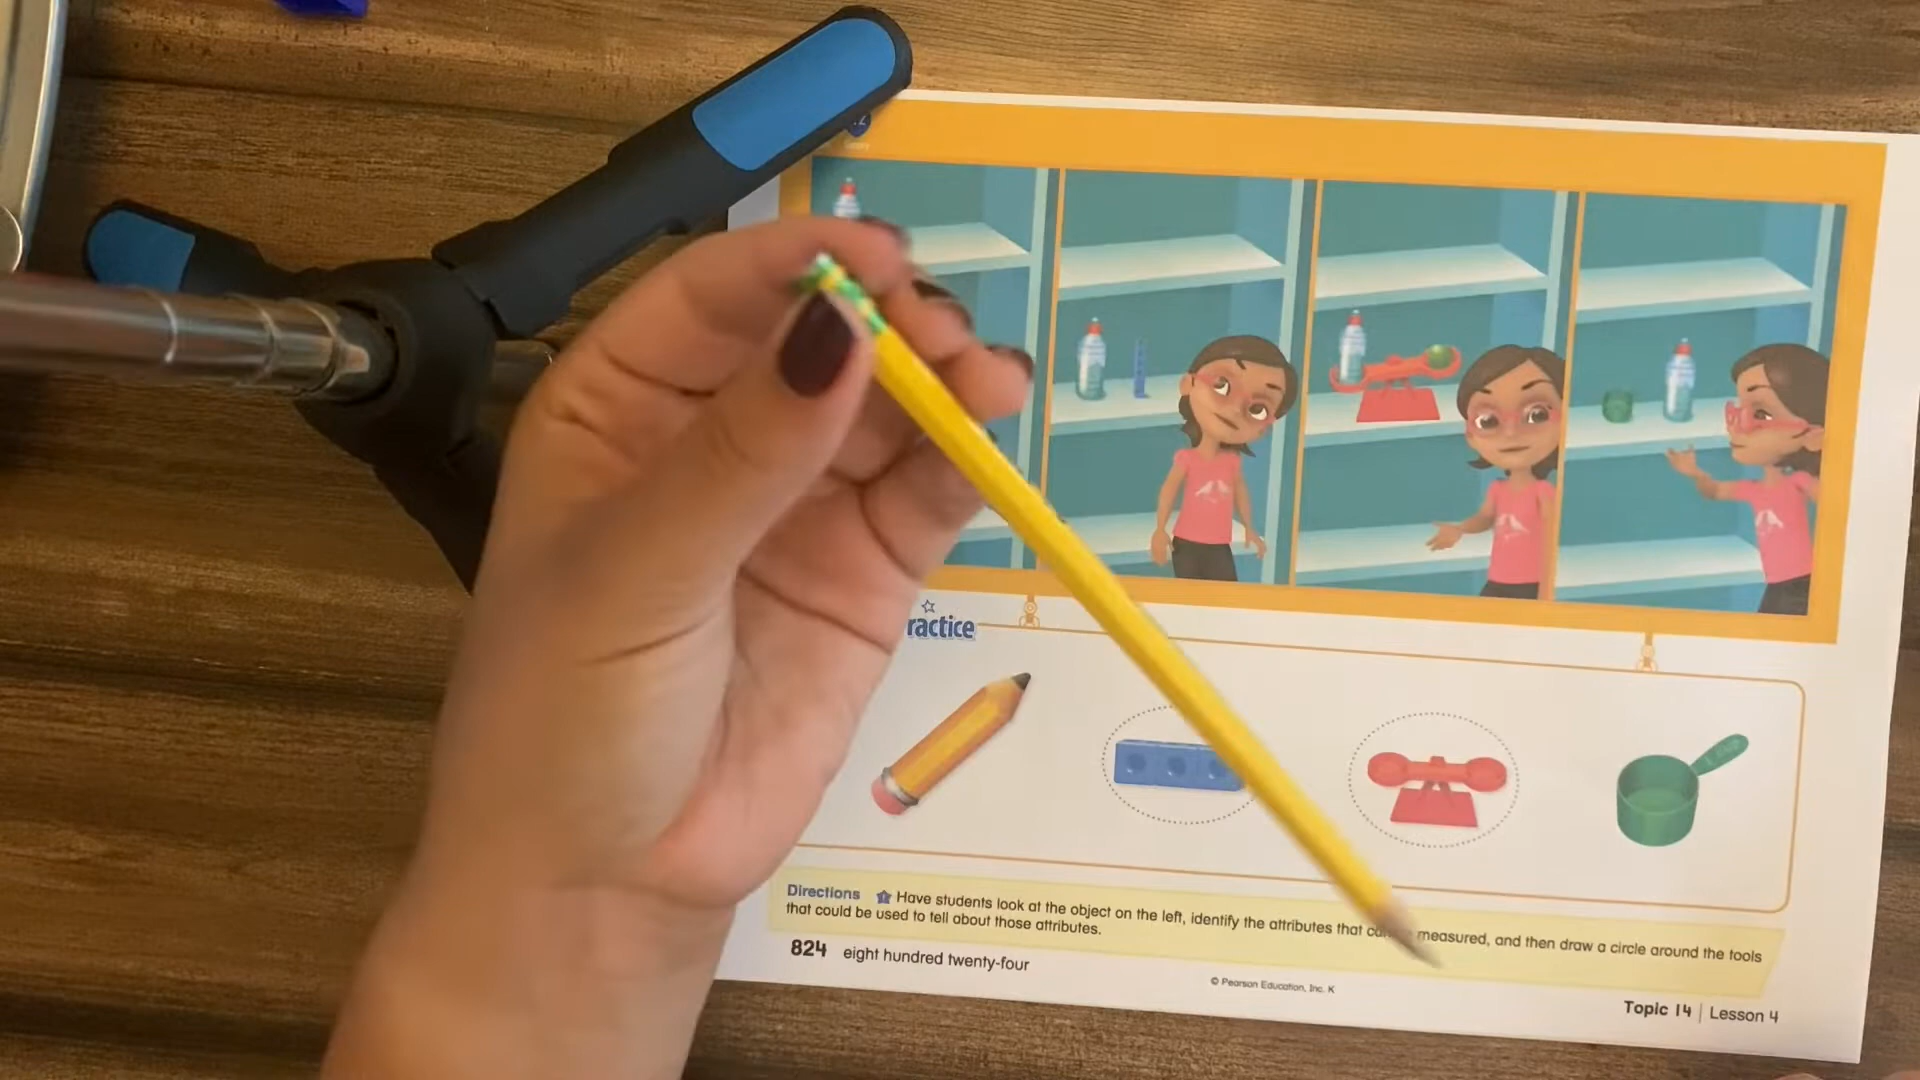 ractice
Directions Have students look at the object on the left, identify the attributes that measured, and then draw a circle around the tools
that could be used to tell about those attributes.
824 eight hundred twenty-four
© Pearson Education, Inc. K
Topic 14 | Lesson 4